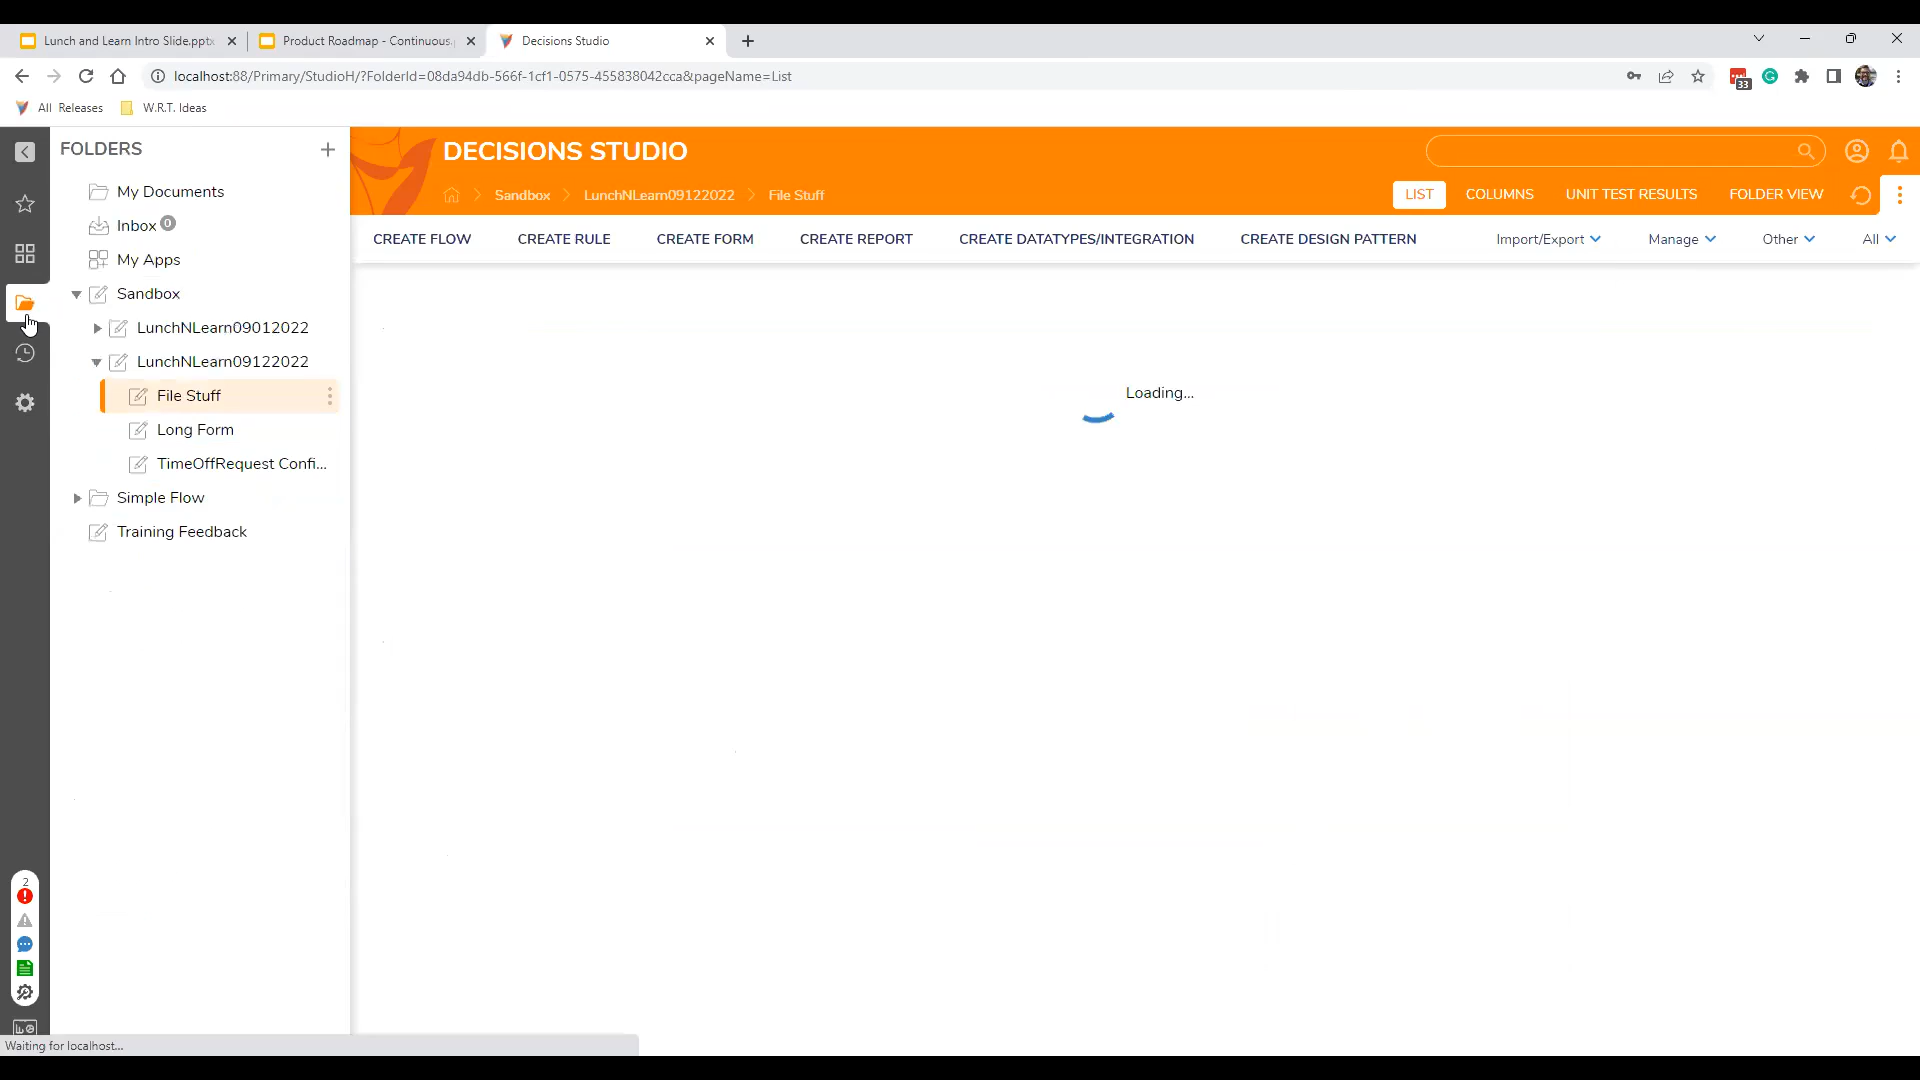 Lunch and Learn Intro Slide.pptx
Product Roadmap - Continuous.
Decisions Studio
localhost:88/Primary/StudioH/?FolderId=08da94db-566f-1cf1-0575-455838042cca&pageName=List
33
All Releases
W.R.T. Ideas
FOLDERS
My Documents
Inbox 0
My Apps
Sandbox
LunchNLearn09012022
LunchNLearn09122022
File Stuff
Long Form
TimeOffRequest Confi...
Simple Flow
Training Feedback
DECISIONS STUDIO
Sandbox LunchNLearn09122022 File Stuff
LIST COLUMNS UNIT TEST RESULTS FOLDER VIEW
CREATE FLOW CREATE RULE CREATE FORM CREATE REPORT CREATE DATATYPES/INTEGRATION CREATE DESIGN PATTERN Import/Export Manage Other All
Loading...
2
Waiting for localhost...